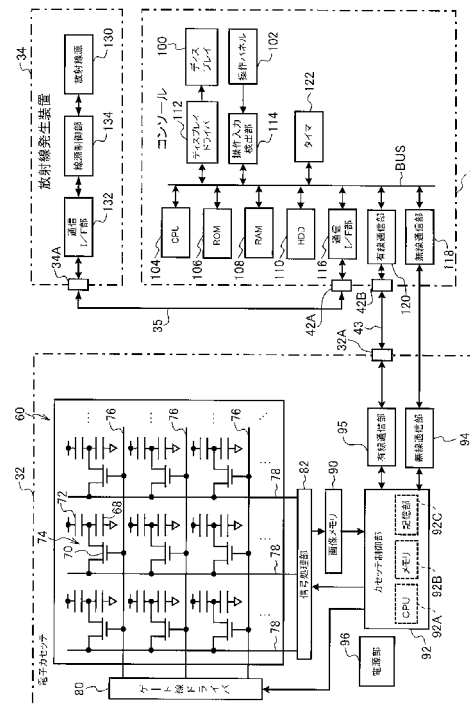 電子カセッテ
32
60
72
74
70
68
76
76
76
78
78
78
80
ゲート線ドライバ
信号処理部
82
画像メモリ
90
カセッテ制御部
CPU
メモリ
記憶部
92
92A
92B
92C
電源部
96
有線通信部
95
無線通信部
94
32A
43
35
放射線発生装置
34
34A
通信
I/F部
132
線源制御部
134
放射線源
130
コンソール
CPU
104
ROM
106
RAM
108
HDD
110
通信
I/F部
116
有線通信部
120
無線通信部
118
42A
42B
BUS
ディスプレイ
ドライバ
112
ディス
プレイ
100
操作入力
検出部
114
操作パネル
102
タイマ
122